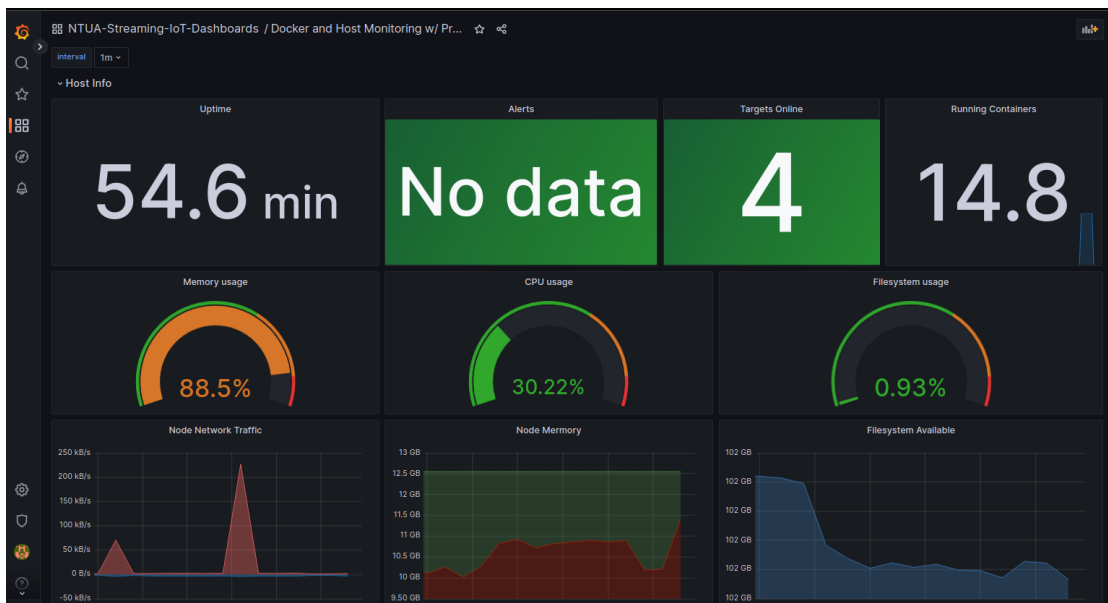 NTUA-Streaming-IoT-Dashboards / Docker and Host Monitoring w/ Pr...
interval 1m
Host Info
Uptime
54.6 min
Alerts
No data
Targets Online
4
Running Containers
14.8
Memory usage
88.5%
CPU usage
30.22%
Filesystem usage
0.93%
Node Network Traffic
250 kB/s
200 kB/s
150 kB/s
100 kB/s
50 kB/s
0 B/s
-50 kB/s
Node Mermory
13 GB
12.5 GB
12 GB
11.5 GB
11 GB
10.5 GB
10 GB
9.50 GB
Filesystem Available
102 GB
102 GB
102 GB
102 GB
102 GB
102 GB